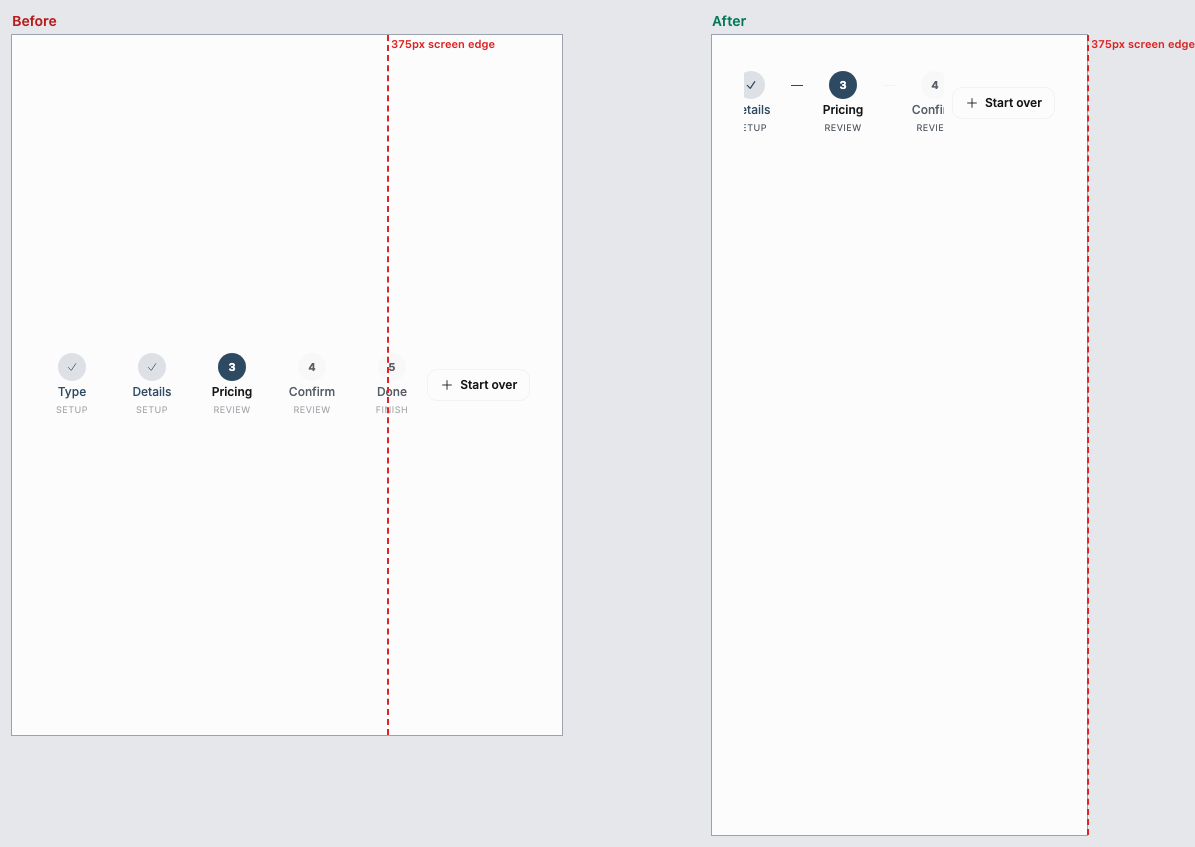 Before
375px screen edge
3 4 5
Type Details Pricing Confirm Done
SETUP SETUP REVIEW REVIEW FINISH
Start over
After
375px screen edge
3 4
etails Pricing Confi
ETUP REVIEW REVIE
Start over